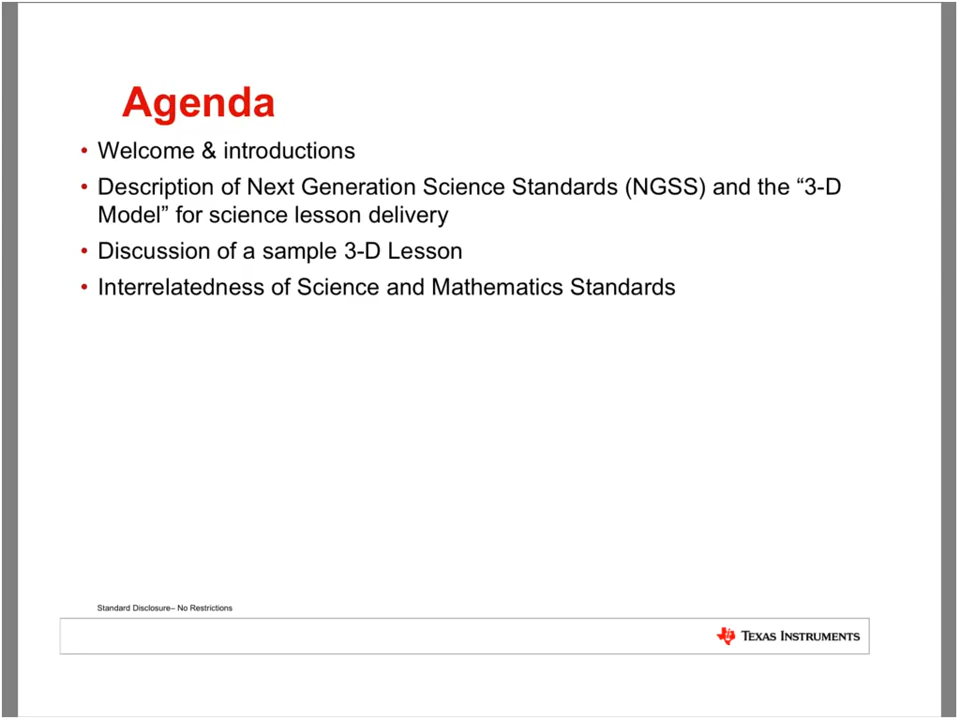 Agenda
• Welcome & introductions
• Description of Next Generation Science Standards (NGSS) and the “3-D
Model” for science lesson delivery
• Discussion of a sample 3-D Lesson
• Interrelatedness of Science and Mathematics Standards
Standard Disclosure– No Restrictions
TEXAS INSTRUMENTS